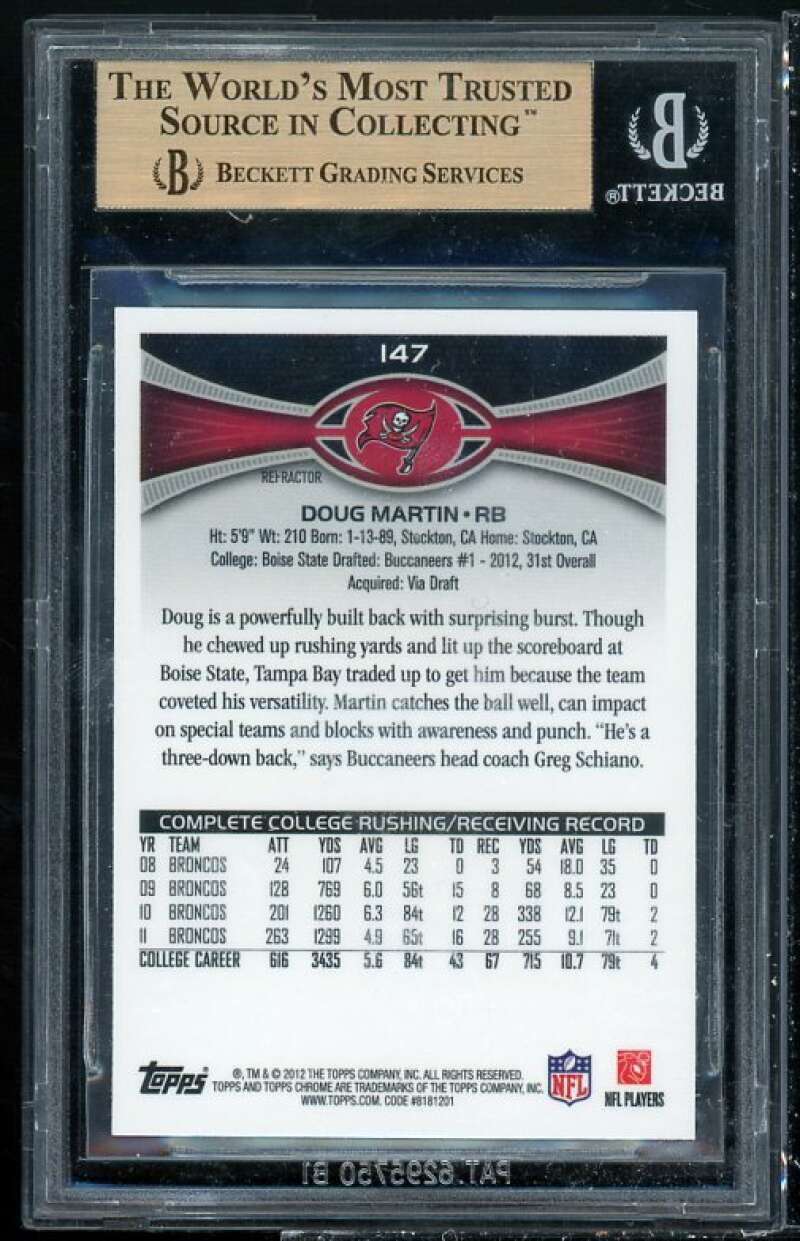 THE WORLD'S MOST TRUSTED
SOURCE IN COLLECTING™
B BECKETT GRADING SERVICES
B
BECKETT®
147
REFRACTOR
DOUG MARTIN • RB
Ht: 5'9" Wt: 210 Born: 1-13-89, Stockton, CA Home: Stockton, CA
College: Boise State Drafted: Buccaneers #1 - 2012, 31st Overall
Acquired: Via Draft
Doug is a powerfully built back with surprising burst. Though
he chewed up rushing yards and lit up the scoreboard at
Boise State, Tampa Bay traded up to get him because the team
coveted his versatility. Martin catches the ball well, can impact
on special teams and blocks with awareness and punch. “He’s a
three-down back,” says Buccaneers head coach Greg Schiano.
COMPLETE COLLEGE RUSHING/RECEIVING RECORD
YR TEAM ATT YDS AVG LG TD REC YDS AVG LG TD
08 BRONCOS 24 107 4.5 23 0 3 54 18.0 35 0
09 BRONCOS 128 769 6.0 56t 15 8 68 8.5 23 0
10 BRONCOS 201 1260 6.3 84t 12 28 338 12.1 79t 2
11 BRONCOS 263 1299 4.9 65t 16 28 255 9.1 71t 2
COLLEGE CAREER 616 3435 5.6 84t 43 67 715 10.7 79t 4
TOPPS
®, TM & © 2012 THE TOPPS COMPANY, INC. ALL RIGHTS RESERVED.
TOPPS AND TOPPS CHROME ARE TRADEMARKS OF THE TOPPS COMPANY, INC.
WWW.TOPPS.COM. CODE #8181201
NFL
NFL PLAYERS
PAT. 6295750 B1